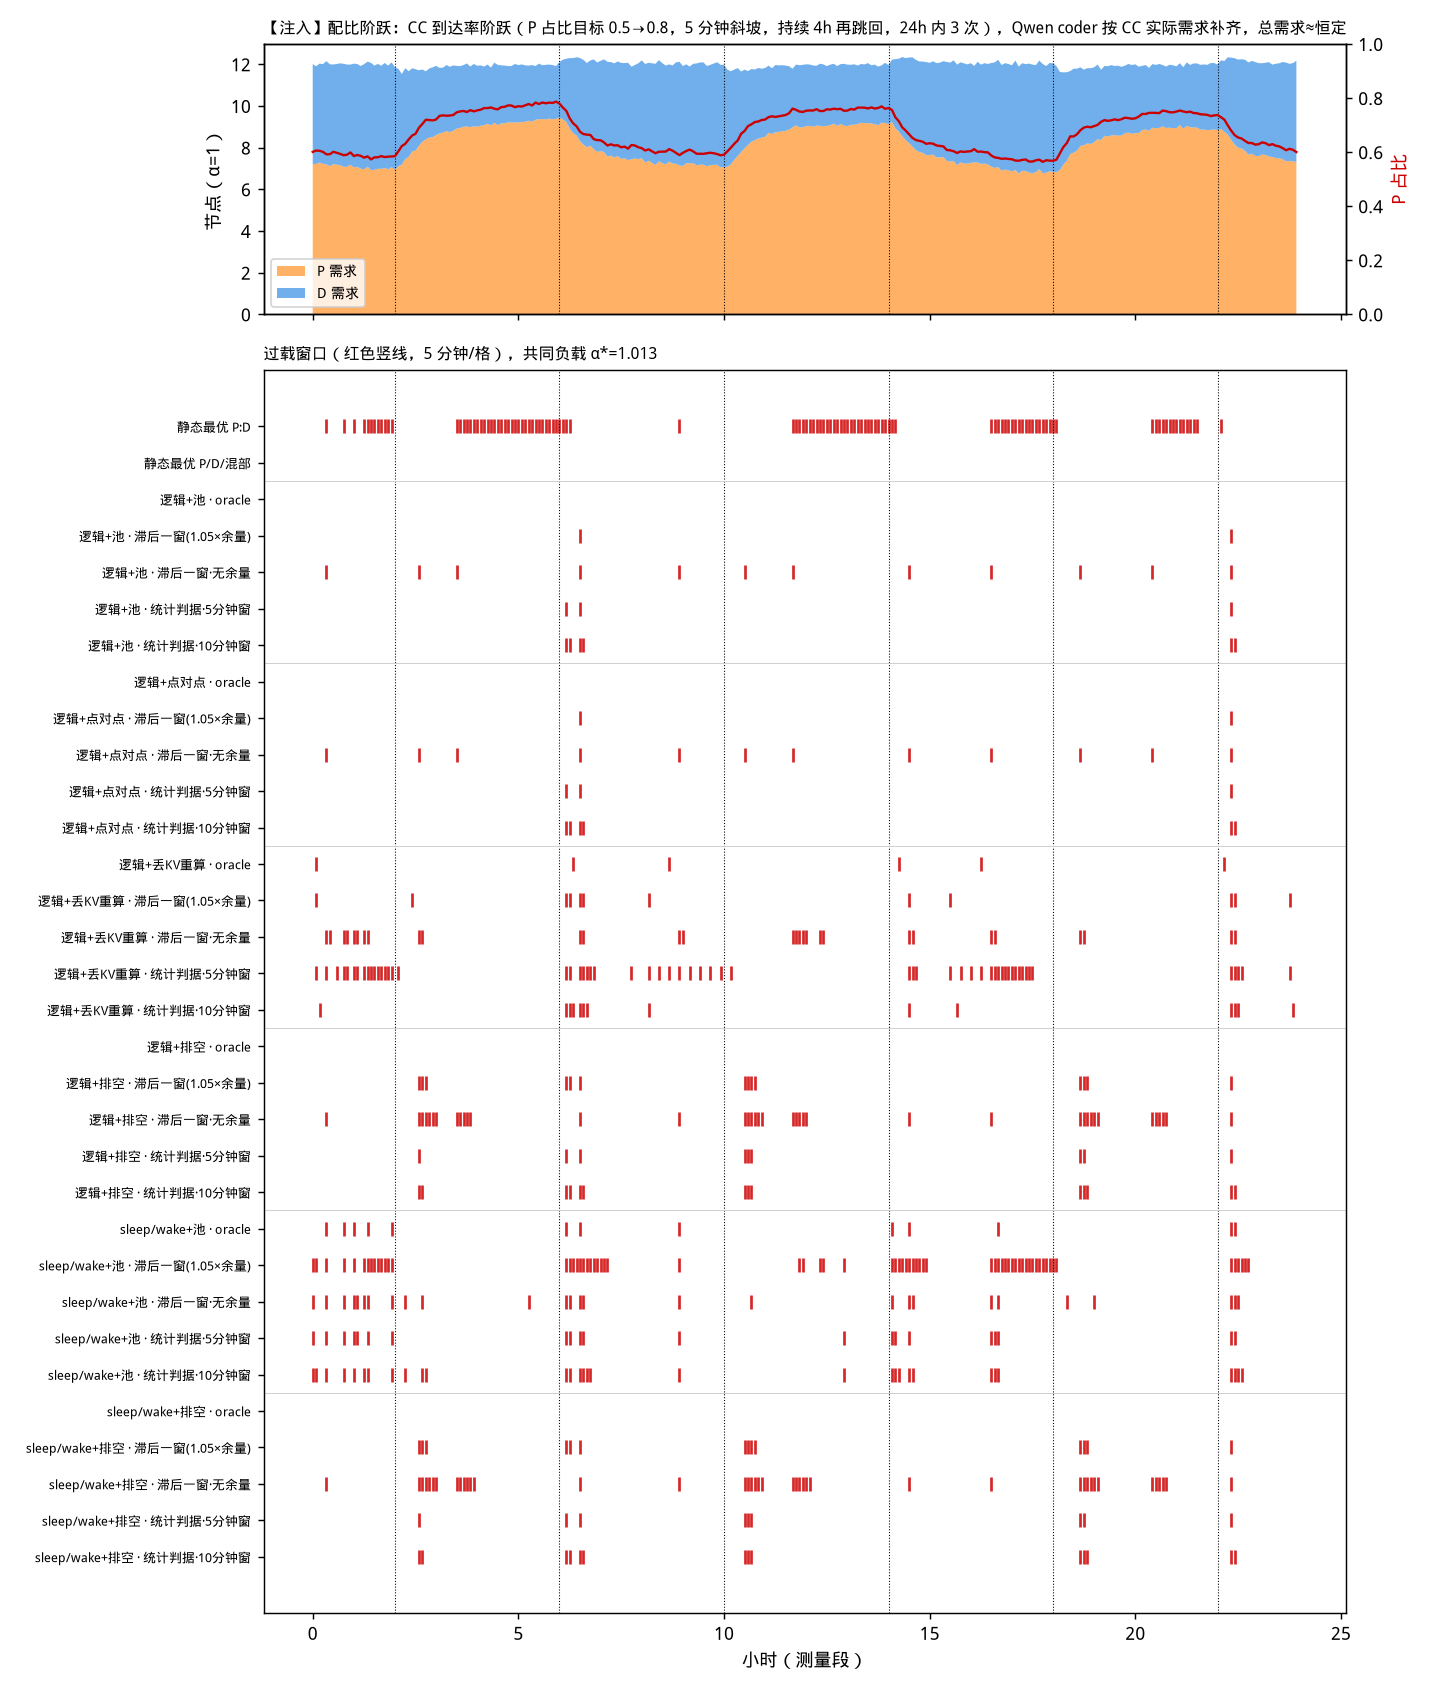 【注入】配比阶跃：CC 到达率阶跃（P 占比目标 0.5→0.8，5 分钟斜坡，持续 4h 再跳回，24h 内 3 次），Qwen coder 按 CC 实际需求补齐，总需求≈恒定
节点（α=1）
12
10
8
6
4
2
0
1.0
0.8
0.6
0.4
0.2
0.0
P 占比
P 需求
D 需求
过载窗口（红色竖线，5 分钟/格），共同负载 α*=1.013
静态最优 P:D
静态最优 P/D/混部
逻辑+池 · oracle
逻辑+池 · 滞后一窗(1.05×余量)
逻辑+池 · 滞后一窗·无余量
逻辑+池 · 统计判据·5分钟窗
逻辑+池 · 统计判据·10分钟窗
逻辑+点对点 · oracle
逻辑+点对点 · 滞后一窗(1.05×余量)
逻辑+点对点 · 滞后一窗·无余量
逻辑+点对点 · 统计判据·5分钟窗
逻辑+点对点 · 统计判据·10分钟窗
逻辑+丢KV重算 · oracle
逻辑+丢KV重算 · 滞后一窗(1.05×余量)
逻辑+丢KV重算 · 滞后一窗·无余量
逻辑+丢KV重算 · 统计判据·5分钟窗
逻辑+丢KV重算 · 统计判据·10分钟窗
逻辑+排空 · oracle
逻辑+排空 · 滞后一窗(1.05×余量)
逻辑+排空 · 滞后一窗·无余量
逻辑+排空 · 统计判据·5分钟窗
逻辑+排空 · 统计判据·10分钟窗
sleep/wake+池 · oracle
sleep/wake+池 · 滞后一窗(1.05×余量)
sleep/wake+池 · 滞后一窗·无余量
sleep/wake+池 · 统计判据·5分钟窗
sleep/wake+池 · 统计判据·10分钟窗
sleep/wake+排空 · oracle
sleep/wake+排空 · 滞后一窗(1.05×余量)
sleep/wake+排空 · 滞后一窗·无余量
sleep/wake+排空 · 统计判据·5分钟窗
sleep/wake+排空 · 统计判据·10分钟窗
0 5 10 15 20 25
小时（测量段）